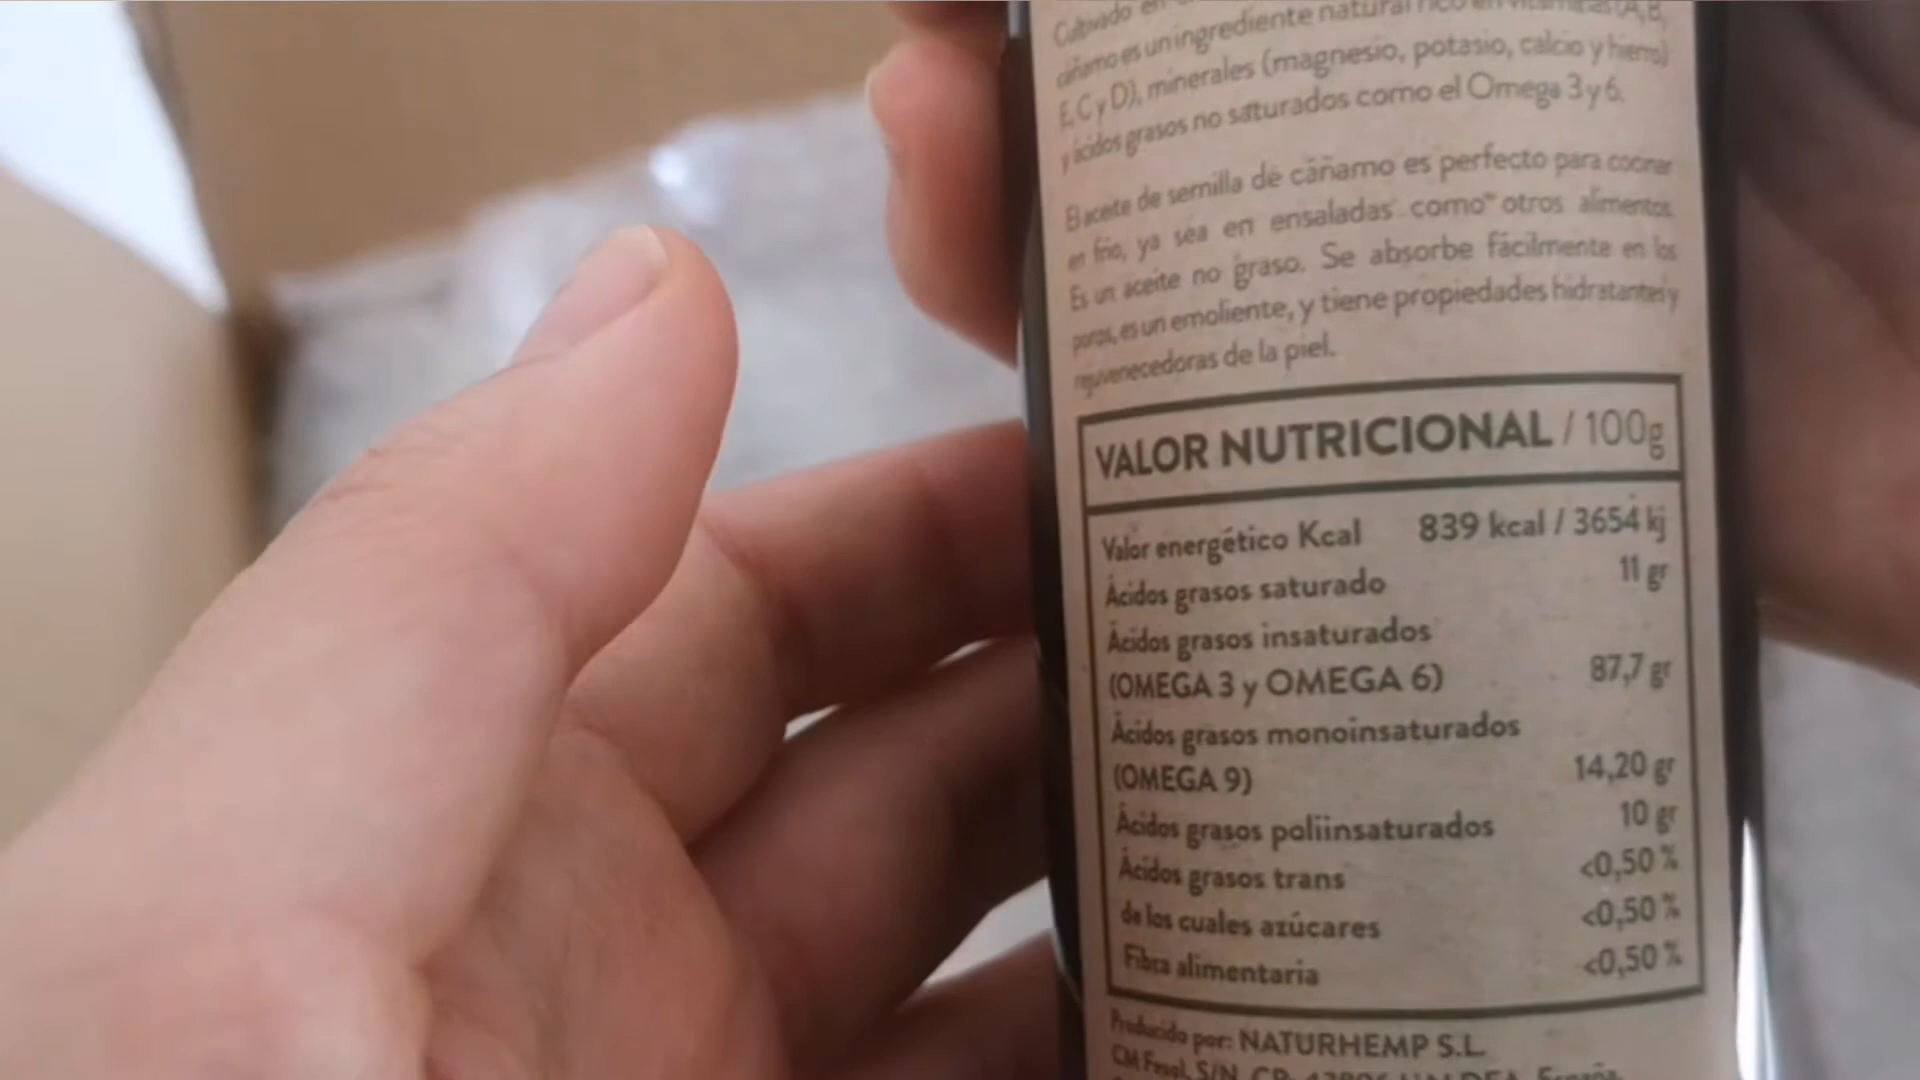 Cultivado en
cáñamo es un ingrediente natural rico en vitaminas (A, B,
E, C y D), minerales (magnesio, potasio, calcio y hierro)
y ácidos grasos no saturados como el Omega 3 y 6.
El aceite de semilla de cáñamo es perfecto para cocinar
en frío, ya sea en ensaladas como otros alimentos.
Es un aceite no graso. Se absorbe fácilmente en los
poros, es un emoliente, y tiene propiedades hidratantes y
rejuvenecedoras de la piel.
VALOR NUTRICIONAL / 100g
Valor energético Kcal 839 kcal / 3654 kj
Ácidos grasos saturado 11 gr
Ácidos grasos insaturados
(OMEGA 3 y OMEGA 6) 87,7 gr
Ácidos grasos monoinsaturados
(OMEGA 9) 14,20 gr
Ácidos grasos poliinsaturados 10 gr
Ácidos grasos trans <0,50 %
de los cuales azúcares <0,50 %
Fibra alimentaria <0,50 %
Producido por: NATURHEMP S.L.
S/N, CP. España.